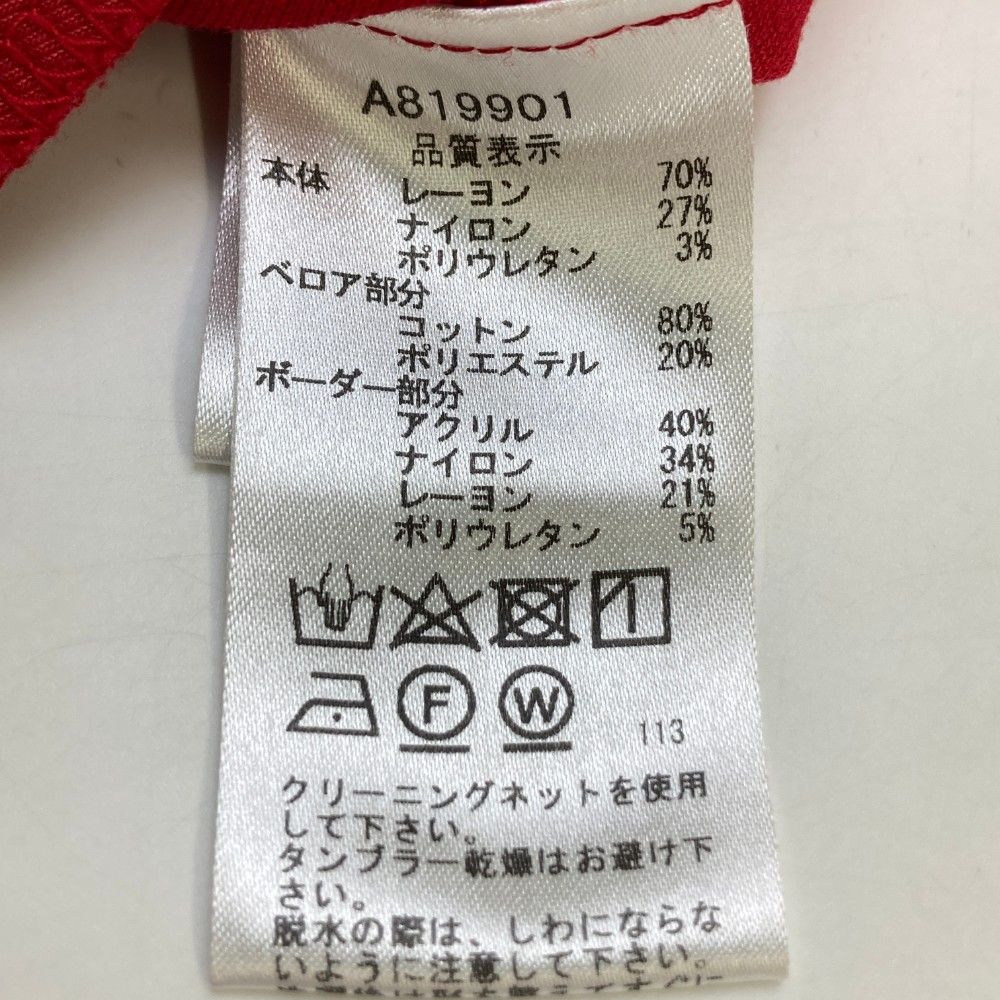 A819901
品質表示
本体
レーヨン 70%
ナイロン 27%
ポリウレタン 3%
ベロア部分
コットン 80%
ポリエステル 20%
ボーダー部分
アクリル 40%
ナイロン 34%
レーヨン 21%
ポリウレタン 5%
F W 113
クリーニングネットを使用
して下さい。
タンブラー乾燥はお避け下
さい。
脱水の際は、しわにならな
いように注意して下さい。